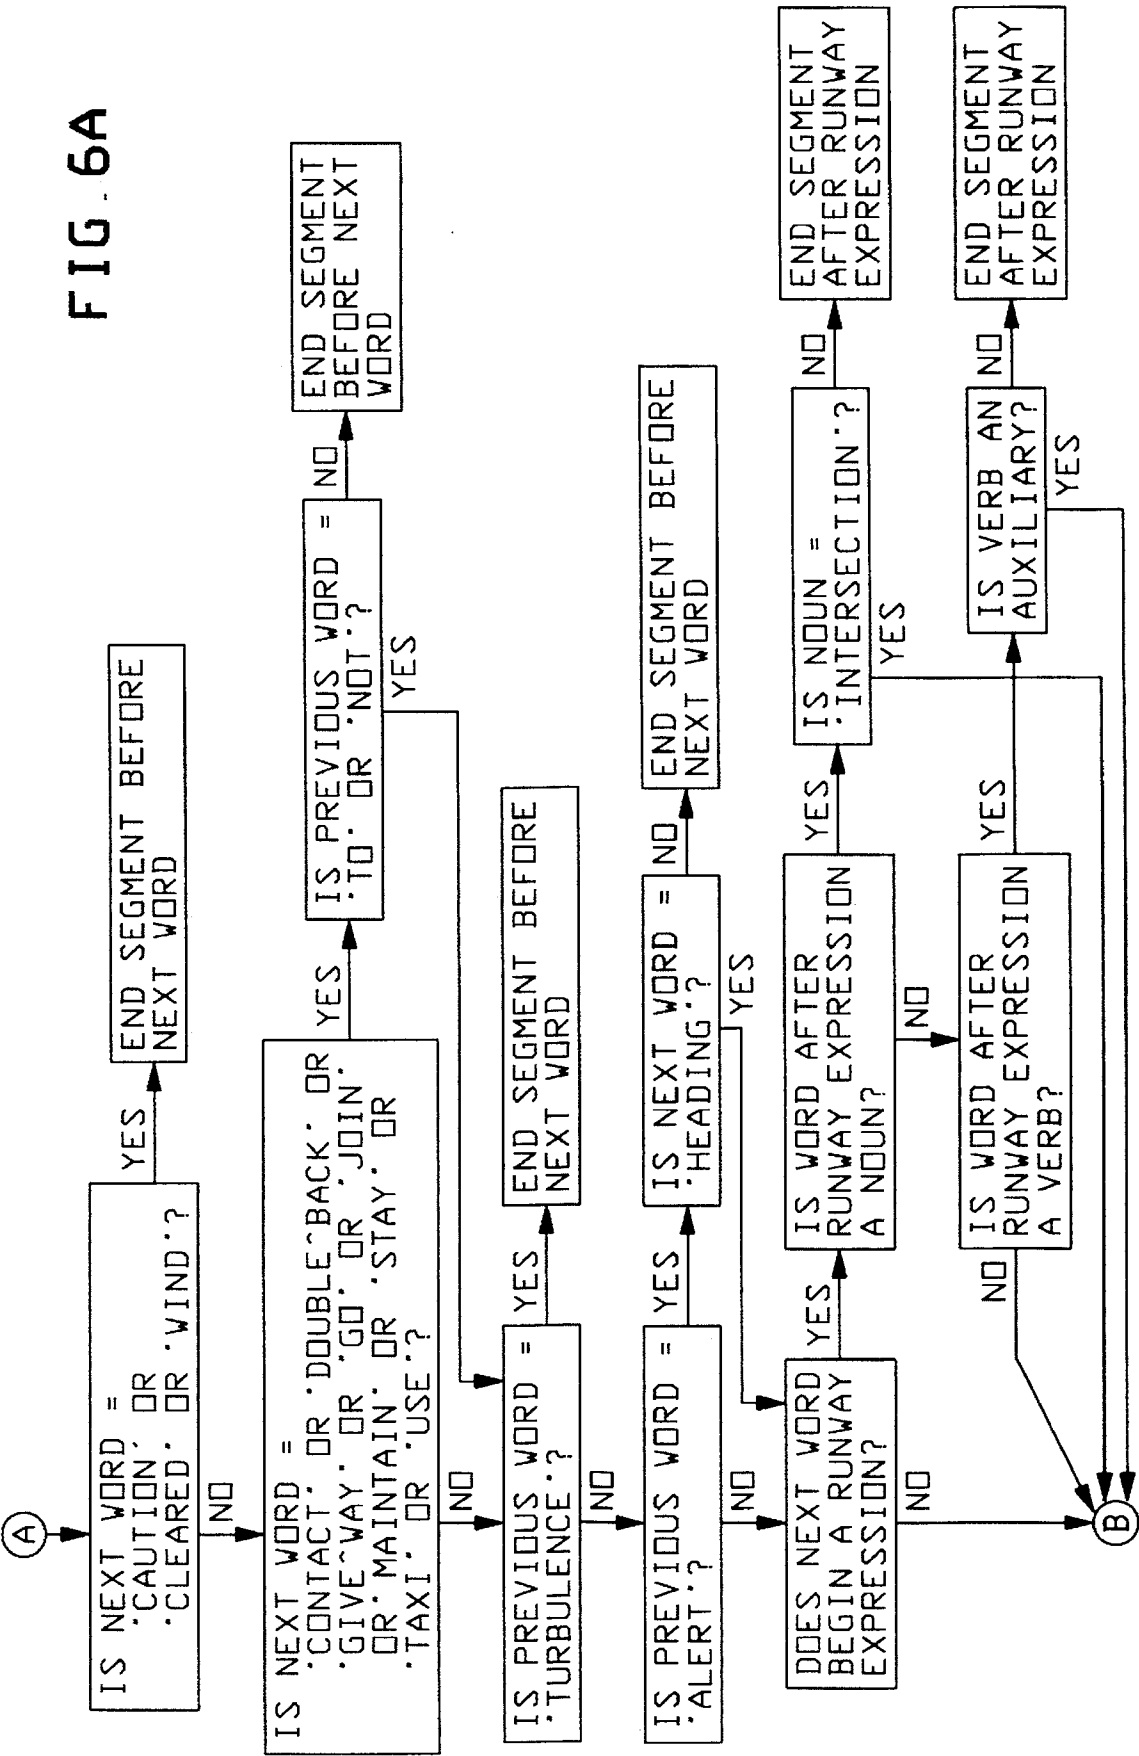 FIG. 6A
A
IS NEXT WORD =
'CAUTION' OR
'CLEARED' OR 'WIND'?
YES
END SEGMENT BEFORE
NEXT WORD
NO
IS NEXT WORD =
'CONTACT' OR 'DOUBLE^BACK' OR
'GIVE^WAY' OR 'GO' OR 'JOIN'
OR 'MAINTAIN' OR 'STAY' OR
'TAXI' OR 'USE'?
YES
IS PREVIOUS WORD =
'TO' OR 'NOT'?
NO
END SEGMENT
BEFORE NEXT
WORD
YES
NO
IS PREVIOUS WORD =
'TURBULENCE'?
YES
END SEGMENT BEFORE
NEXT WORD
NO
IS PREVIOUS WORD =
'ALERT'?
YES
IS NEXT WORD =
'HEADING'?
NO
END SEGMENT BEFORE
NEXT WORD
YES
NO
DOES NEXT WORD
BEGIN A RUNWAY
EXPRESSION?
YES
IS WORD AFTER
RUNWAY EXPRESSION
A NOUN?
YES
IS NOUN =
'INTERSECTION'?
NO
END SEGMENT
AFTER RUNWAY
EXPRESSION
YES
NO
NO
IS WORD AFTER
RUNWAY EXPRESSION
A VERB?
YES
IS VERB AN
AUXILIARY?
NO
END SEGMENT
AFTER RUNWAY
EXPRESSION
YES
NO
B